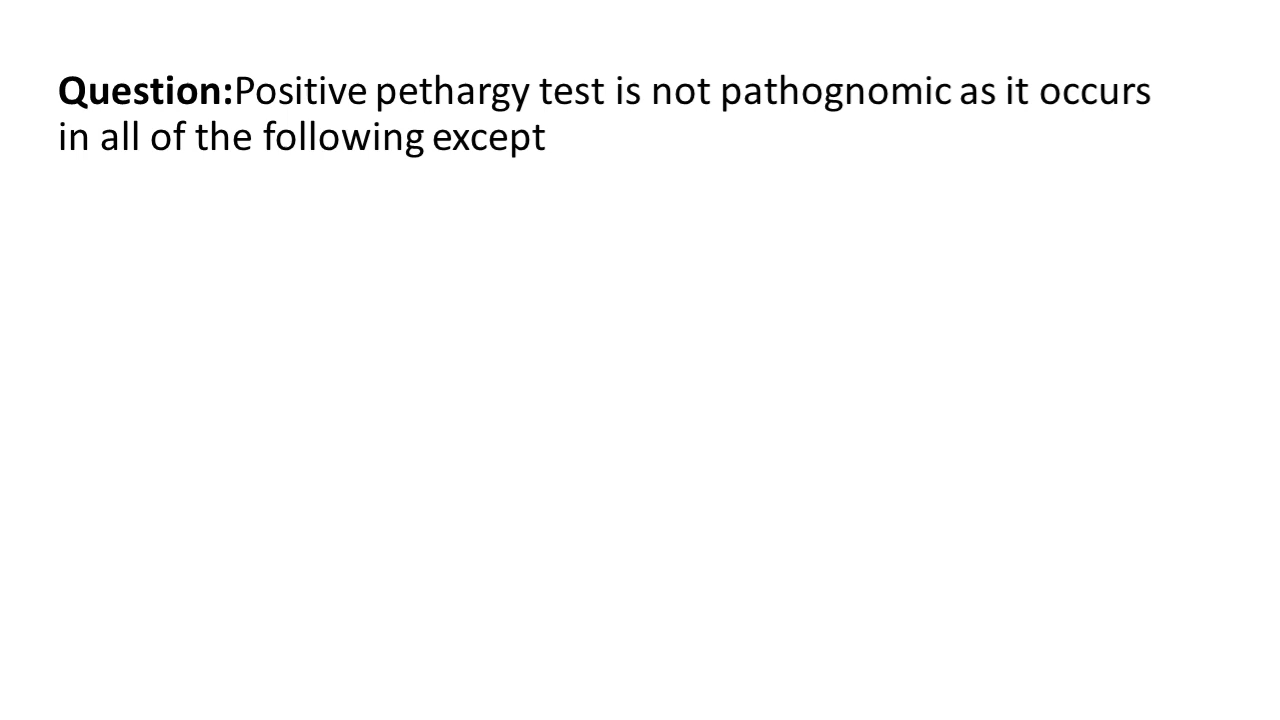 Question:Positive pethargy test is not pathognomic as it occurs
in all of the following except